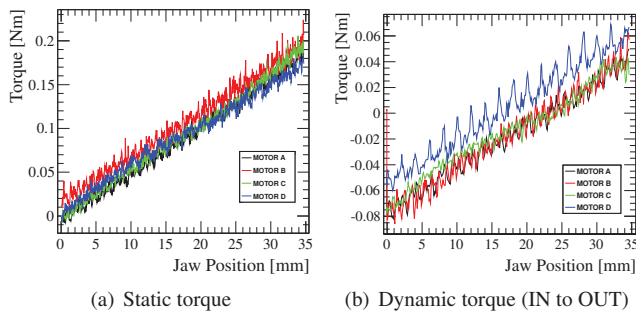 Torque [Nm]
0.2
0.15
0.1
0.05
0
MOTOR A
MOTOR B
MOTOR C
MOTOR D
0 5 10 15 20 25 30 35
Jaw Position [mm]
(a) Static torque
Torque [Nm]
0.06
0.04
0.02
0
-0.02
-0.04
-0.06
-0.08
MOTOR A
MOTOR B
MOTOR C
MOTOR D
0 5 10 15 20 25 30 35
Jaw Position [mm]
(b) Dynamic torque (IN to OUT)